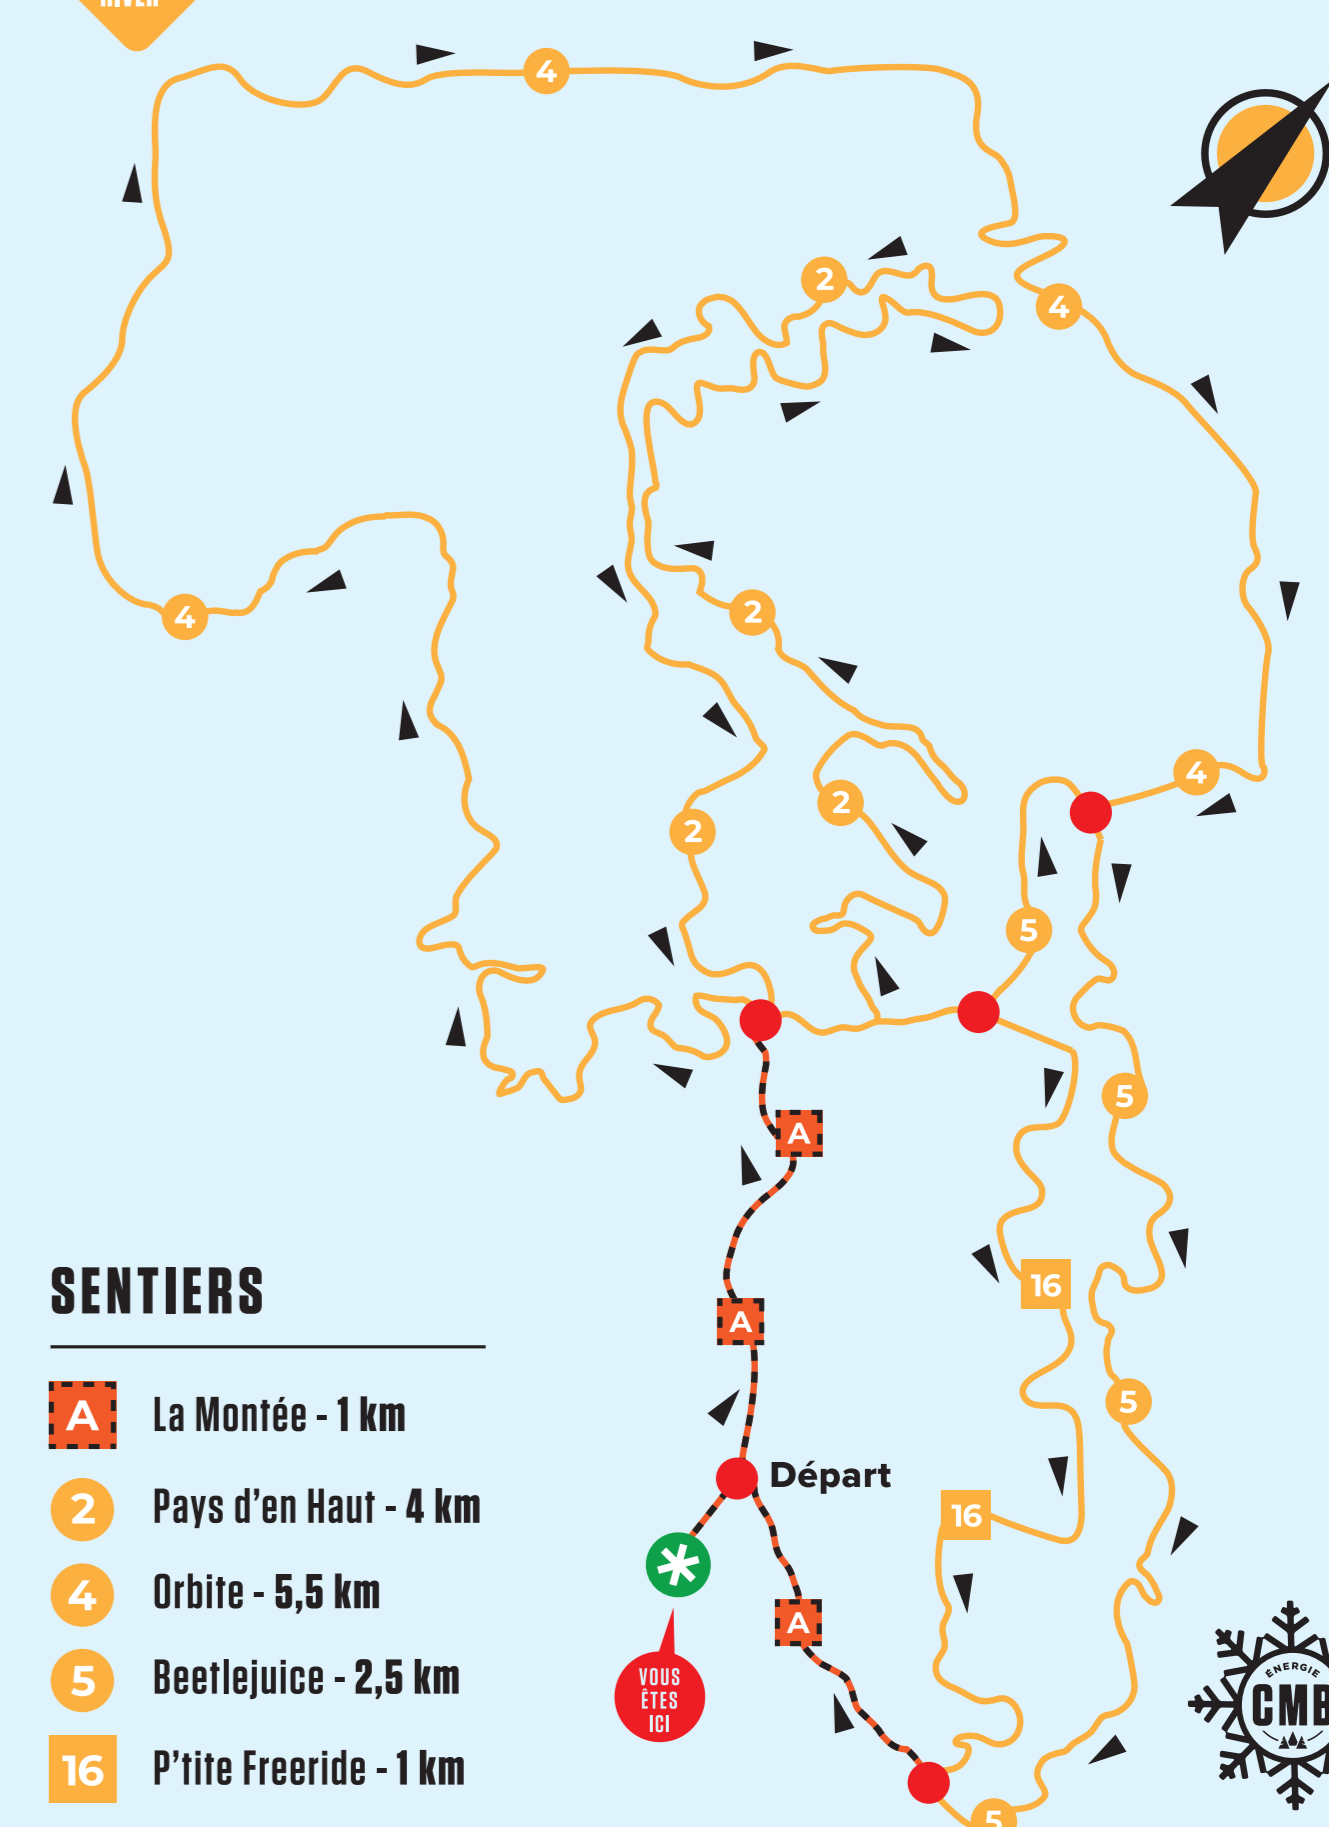 HIVER
4
4
2
4
2
4
2
4
2
5
5
A
16
A
5
Départ
16
A
VOUS
ÊTES
ICI
5
SENTIERS
A La Montée - 1 km
2 Pays d'en Haut - 4 km
4 Orbite - 5,5 km
5 Beetlejuice - 2,5 km
16 P'tite Freeride - 1 km
ÉNERGIE
CMB